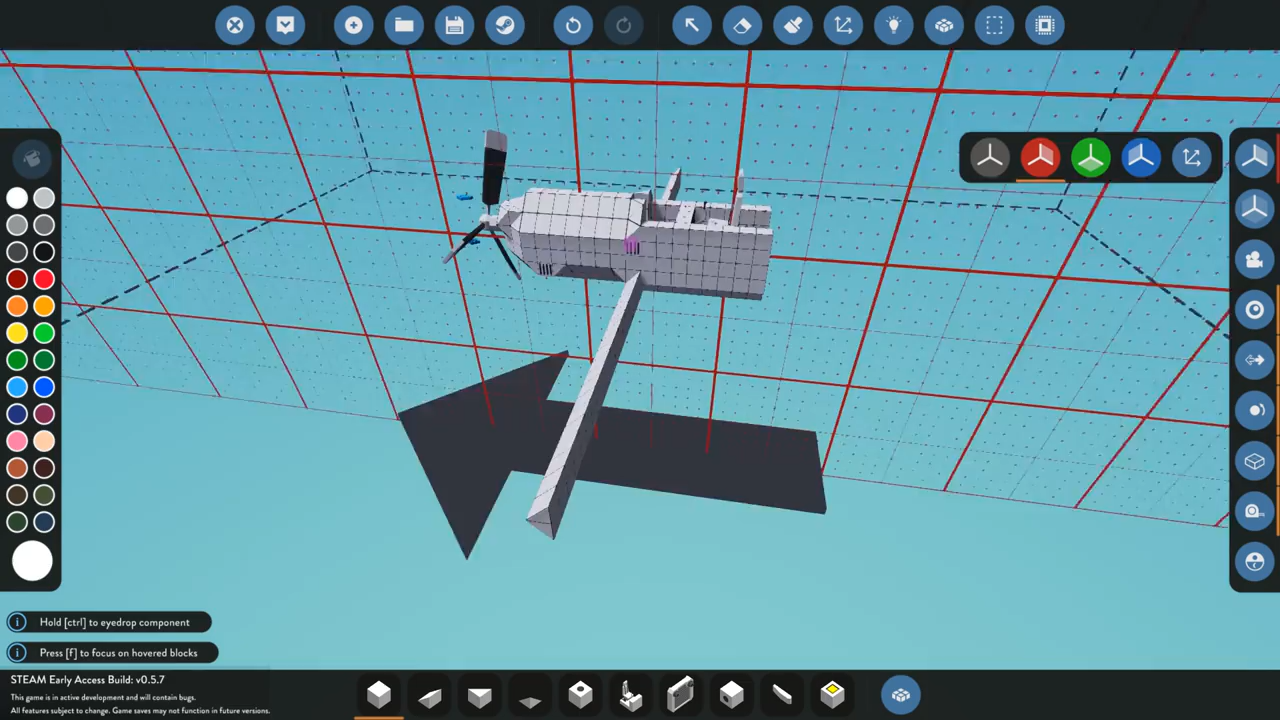 Hold [ctrl] to eyedrop component
Press [f] to focus on hovered blocks
STEAM Early Access Build: v0.5.7
This game is in active development and will contain bugs.
All features subject to change. Game saves may not function in future versions.